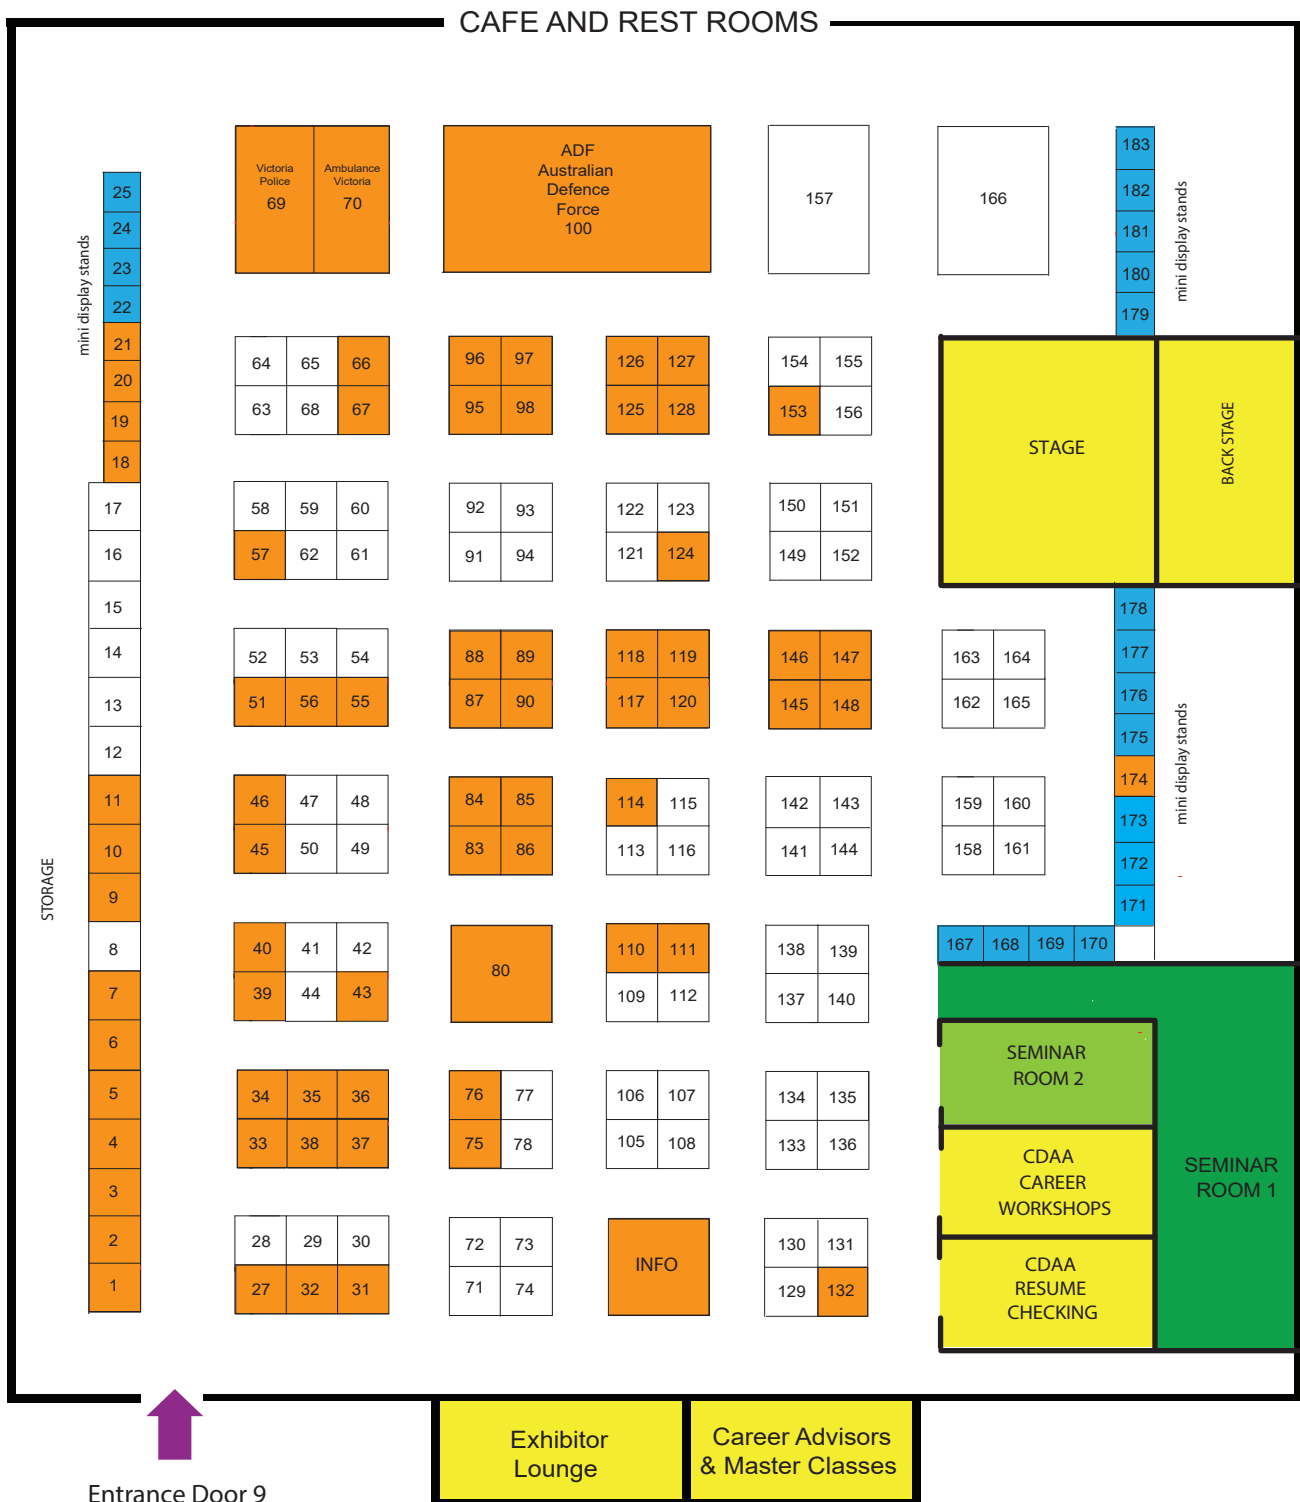 CAFE AND REST ROOMS
Victoria
Police
69
Ambulance
Victoria
70
ADF
Australian
Defence
Force
100
157
166
183
182
181
180
179
mini display stands
25
24
23
22
21
20
19
18
mini display stands
17
16
15
14
13
12
11
10
9
8
7
6
5
4
3
2
1
STORAGE
64 65 66
63 68 67
96 97
95 98
126 127
125 128
154 155
153 156
STAGE
BACK STAGE
58 59 60
57 62 61
92 93
91 94
122 123
121 124
150 151
149 152
52 53 54
51 56 55
88 89
87 90
118 119
117 120
146 147
145 148
163 164
162 165
178
177
176
175
174
173
172
171
mini display stands
46 47 48
45 50 49
84 85
83 86
114 115
113 116
142 143
141 144
159 160
158 161
40 41 42
39 44 43
80
110 111
109 112
138 139
137 140
167 168 169 170
34 35 36
33 38 37
76 77
75 78
106 107
105 108
134 135
133 136
SEMINAR
ROOM 2
CDAA
CAREER
WORKSHOPS
SEMINAR
ROOM 1
28 29 30
27 32 31
72 73
71 74
INFO
130 131
129 132
CDAA
RESUME
CHECKING
Exhibitor
Lounge
Career Advisors
& Master Classes
Entrance Door 9